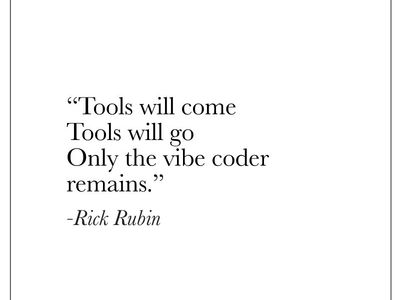 “Tools will come
Tools will go
Only the vibe coder
remains.”
-Rick Rubin